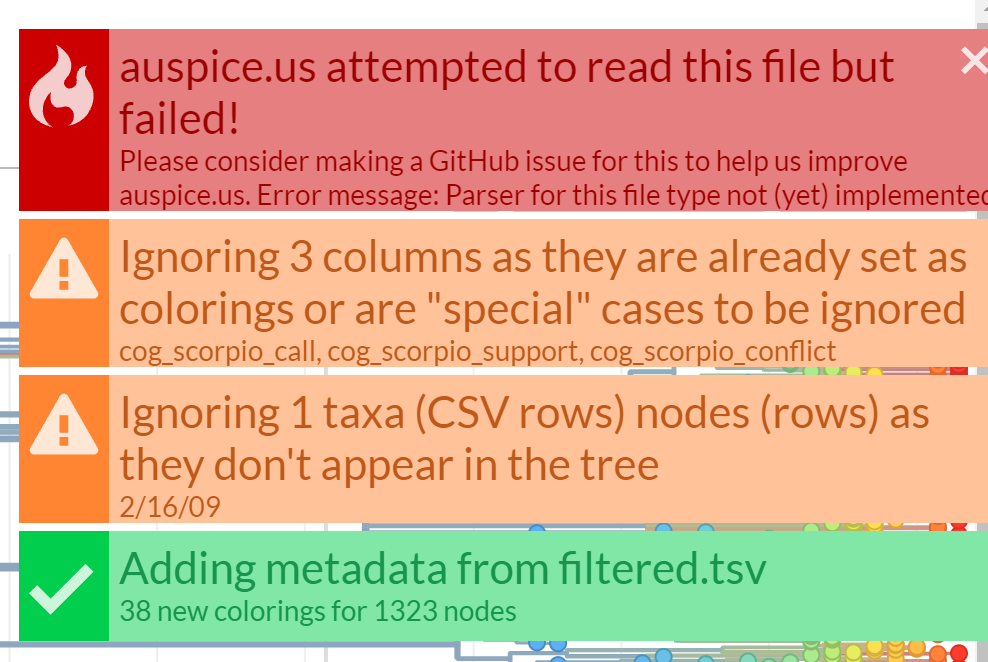 auspice.us attempted to read this file but
failed!
Please consider making a GitHub issue for this to help us improve
auspice.us. Error message: Parser for this file type not (yet) implemented
Ignoring 3 columns as they are already set as
colorings or are "special" cases to be ignored
cog_scorpio_call, cog_scorpio_support, cog_scorpio_conflict
Ignoring 1 taxa (CSV rows) nodes (rows) as
they don't appear in the tree
2/16/09
Adding metadata from filtered.tsv
38 new colorings for 1323 nodes